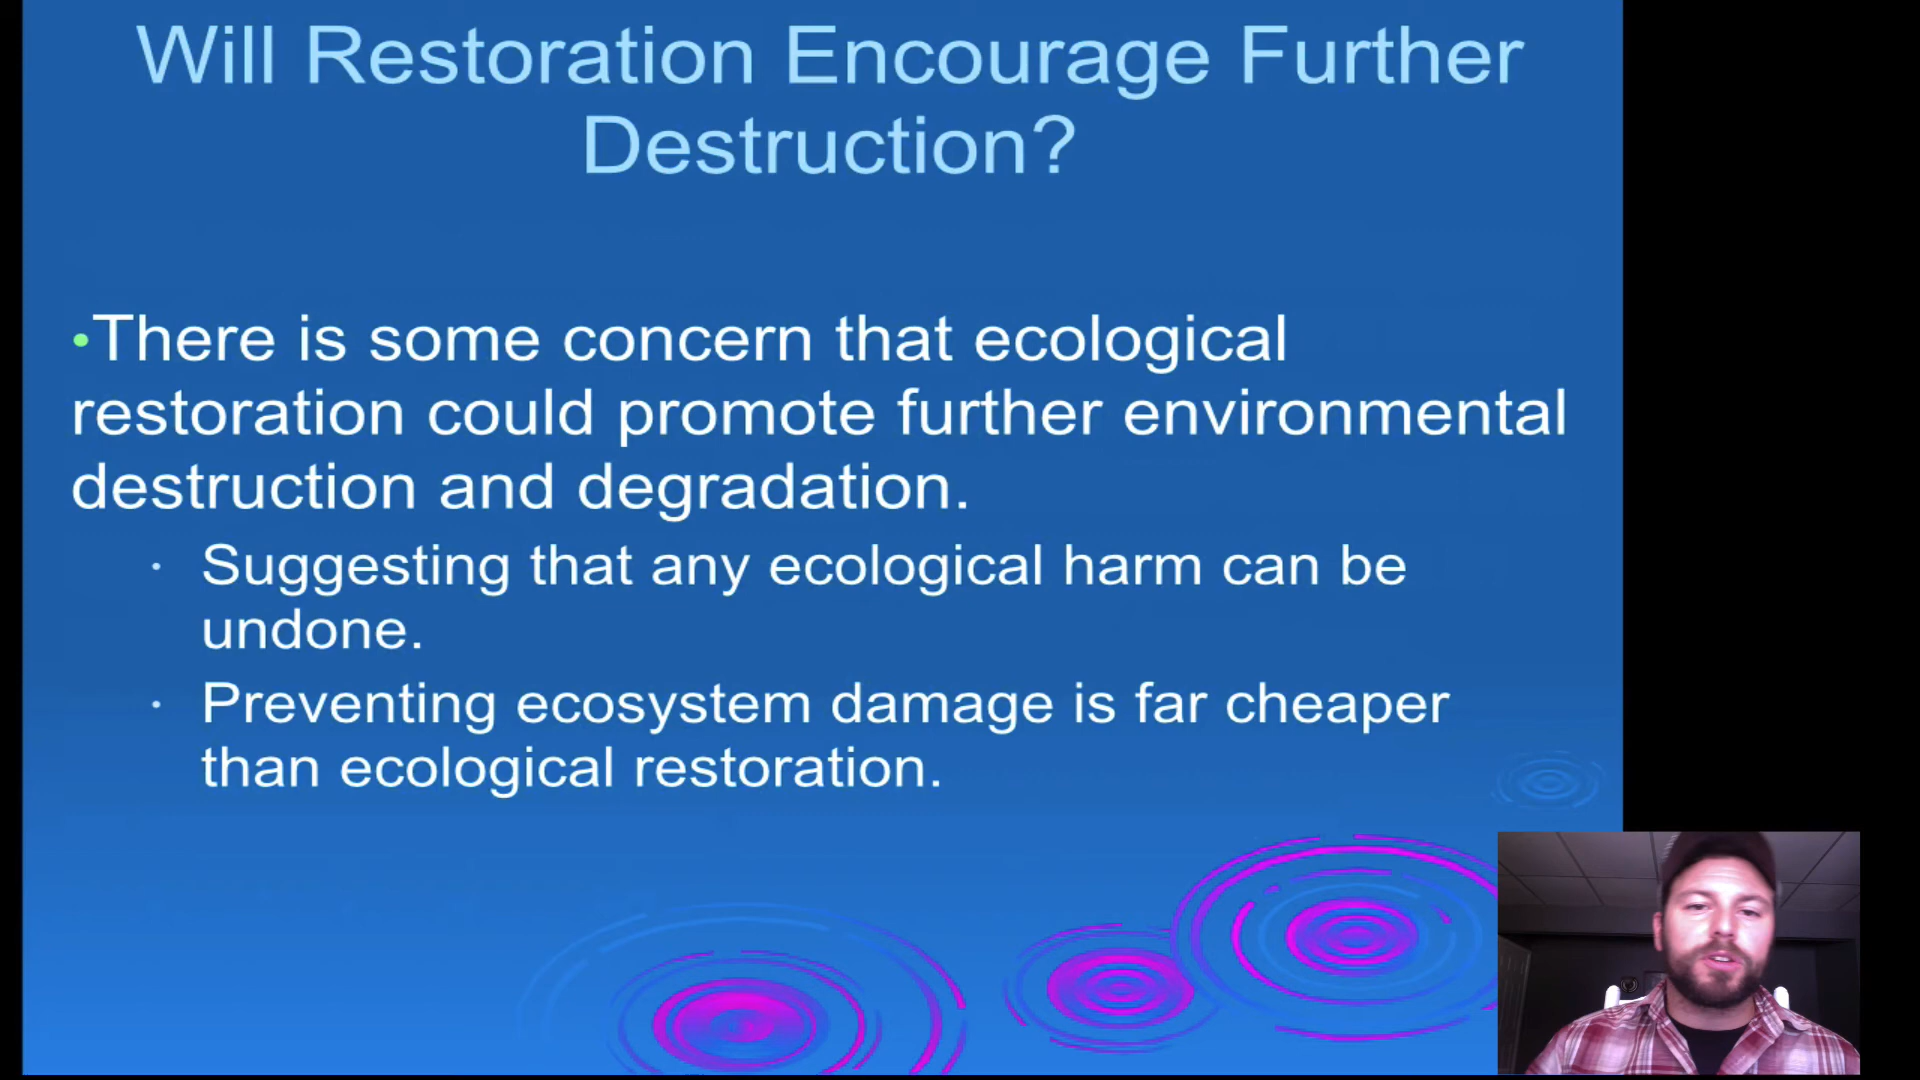 Will Restoration Encourage Further
Destruction?
•There is some concern that ecological
restoration could promote further environmental
destruction and degradation.
· Suggesting that any ecological harm can be
undone.
· Preventing ecosystem damage is far cheaper
than ecological restoration.